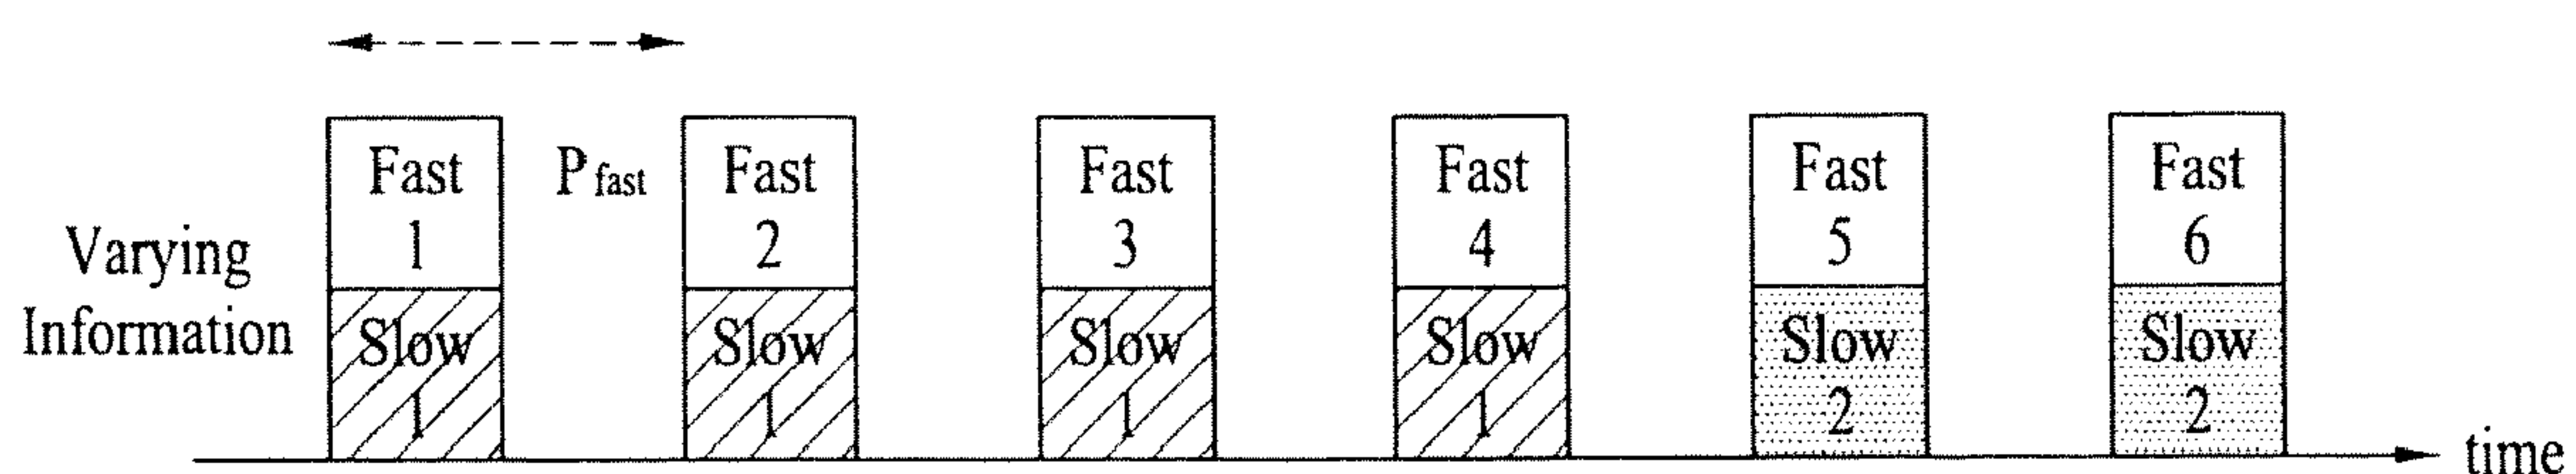 Varying
Information
Fast
1
Slow
1
P fast
Fast
2
Slow
1
Fast
3
Slow
1
Fast
4
Slow
1
Fast
5
Slow
2
Fast
6
Slow
2
time